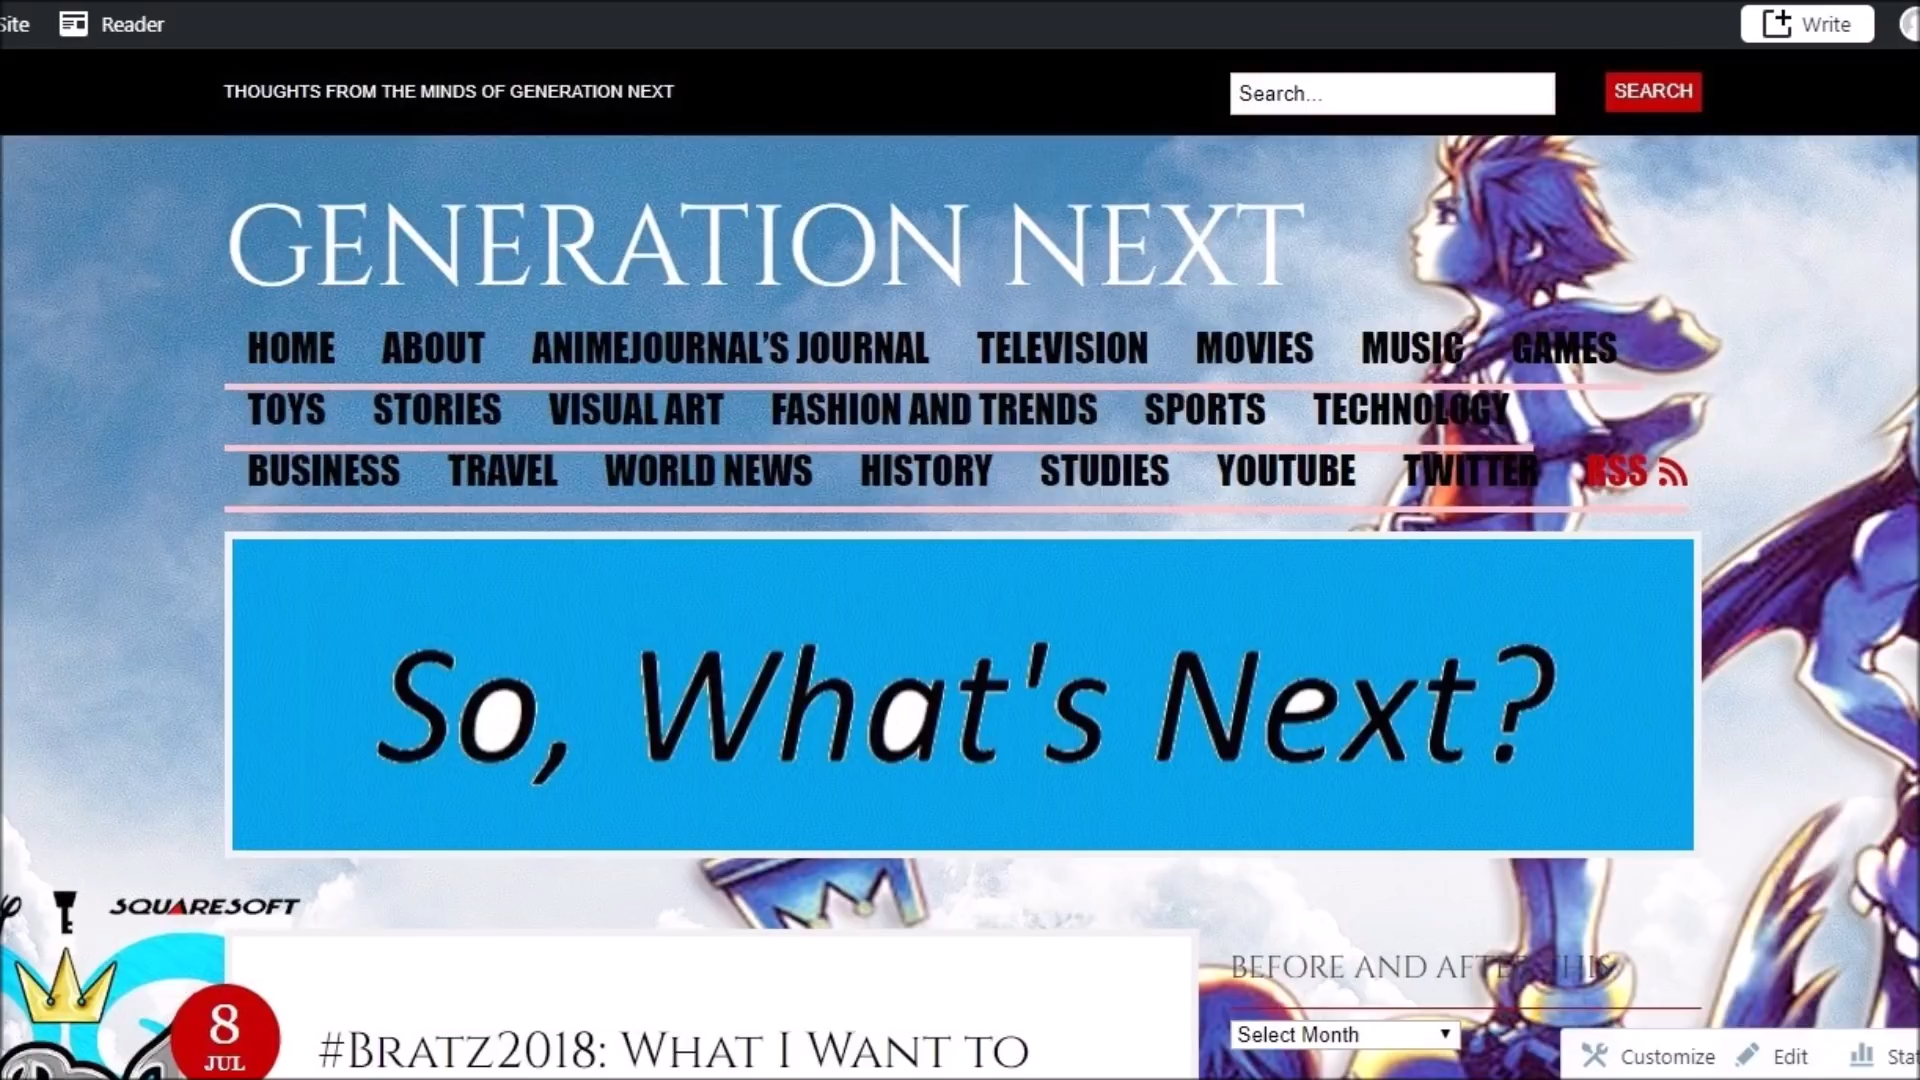 Site Reader Write
THOUGHTS FROM THE MINDS OF GENERATION NEXT
Search... SEARCH
GENERATION NEXT
HOME ABOUT ANIMEJOURNAL'S JOURNAL TELEVISION MOVIES MUSIC GAMES
TOYS STORIES VISUAL ART FASHION AND TRENDS SPORTS TECHNOLOGY
BUSINESS TRAVEL WORLD NEWS HISTORY STUDIES YOUTUBE TWITTER RSS
So, What's Next?
SQUARESOFT
BEFORE AND AFTER THIS
8
JUL
#BRATZ2018: WHAT I WANT TO
Select Month
Customize Edit Stat